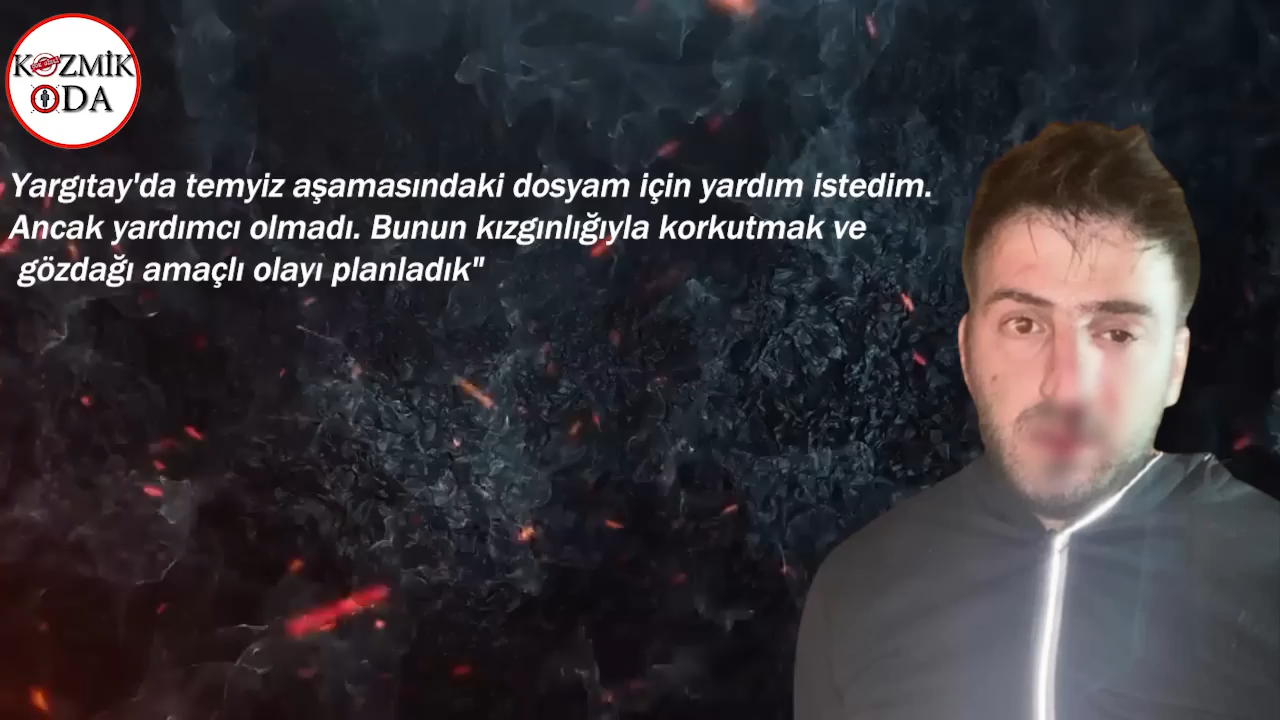 KOZMİK
ODA
Yargıtay'da temyiz aşamasındaki dosyam için yardım istedim.
Ancak yardımcı olmadı. Bunun kızgınlığıyla korkutmak ve
gözdağı amaçlı olayı planladık"